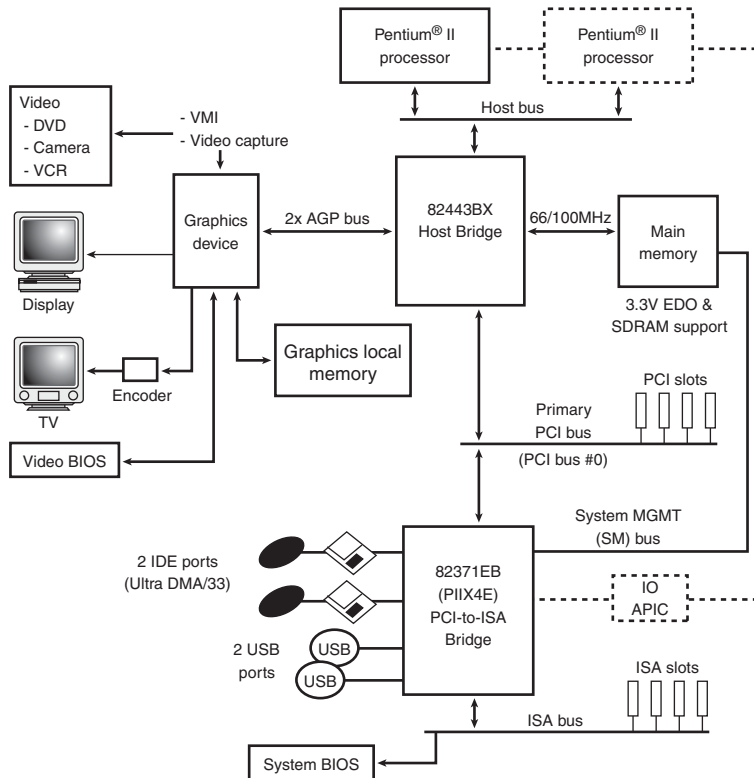 Pentium® II
processor
Pentium® II
processor
Host bus
Video
- DVD
- Camera
- VCR
- VMI
- Video capture
Graphics
device
2x AGP bus
82443BX
Host Bridge
66/100MHz
Main
memory
3.3V EDO &
SDRAM support
Display
Graphics local
memory
Encoder
TV
Video BIOS
Primary
PCI bus
(PCI bus #0)
PCI slots
System MGMT
(SM) bus
2 IDE ports
(Ultra DMA/33)
82371EB
(PIIX4E)
PCI-to-ISA
Bridge
IO
APIC
2 USB
ports
USB
USB
ISA slots
ISA bus
System BIOS